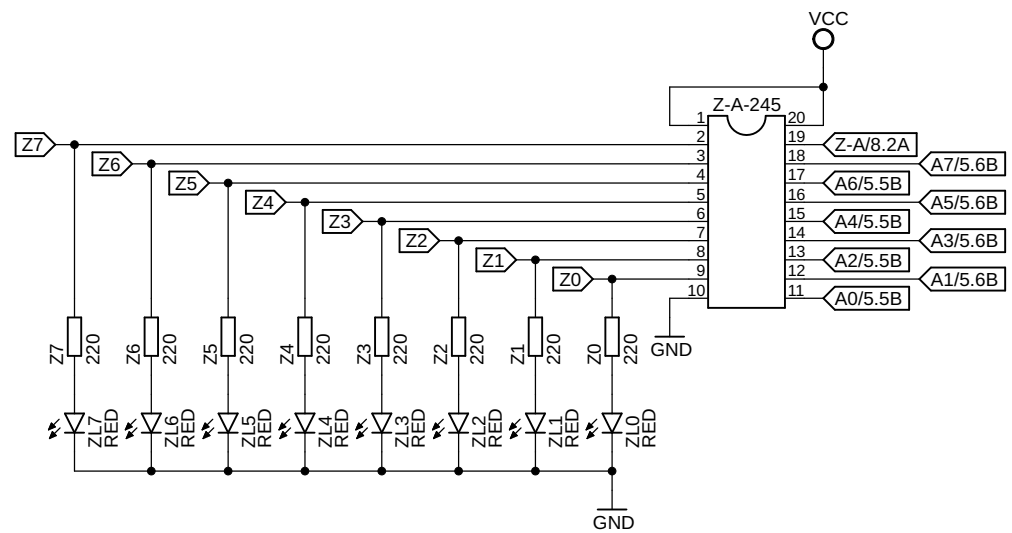 VCC
Z-A-245
1 20
Z7 2 19 Z-A/8.2A
Z6 3 18 A7/5.6B
Z5 4 17 A6/5.5B
Z4 5 16 A5/5.6B
Z3 6 15 A4/5.5B
Z2 7 14 A3/5.6B
Z1 8 13 A2/5.5B
Z0 9 12 A1/5.6B
10 11 A0/5.5B
GND
Z7 220 Z6 220 Z5 220 Z4 220 Z3 220 Z2 220 Z1 220 Z0 220
ZL7 RED ZL6 RED ZL5 RED ZL4 RED ZL3 RED ZL2 RED ZL1 RED ZL0 RED
GND